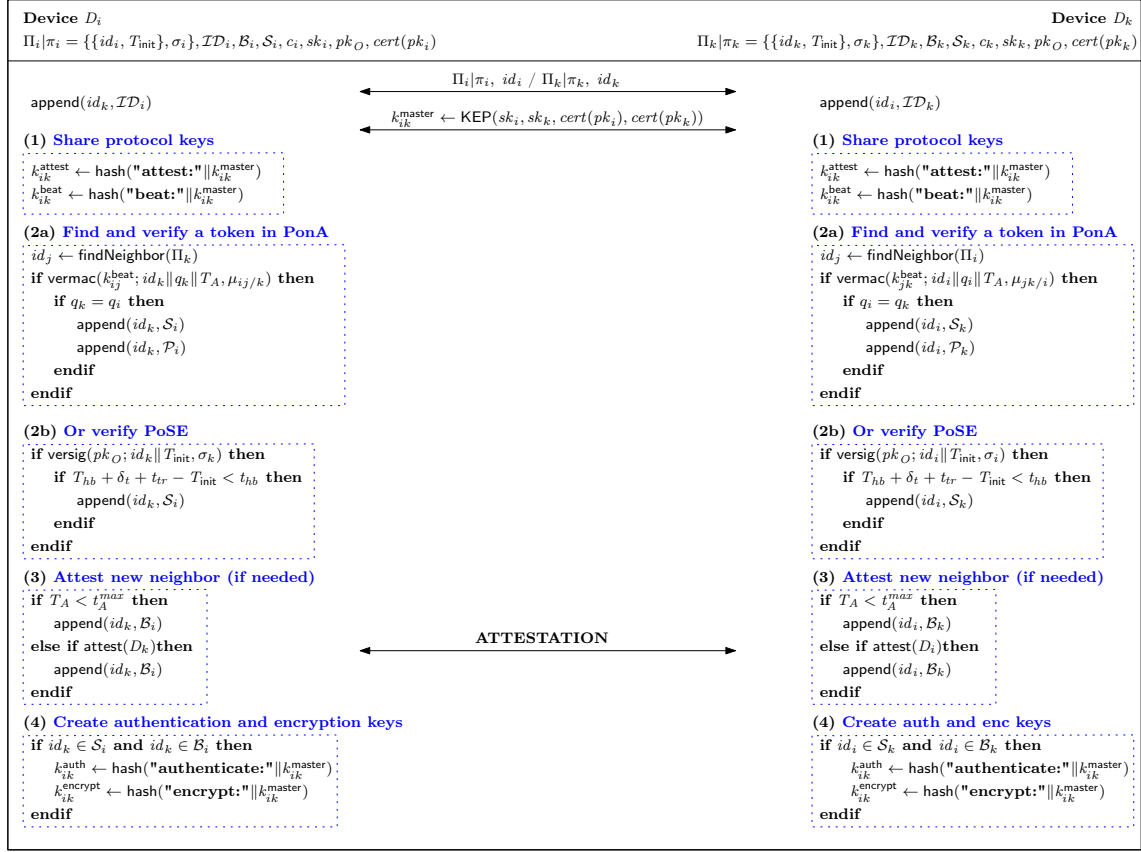 Device D_i
Π_i|π_i = {{id_i, T_init}, σ_i}, ID_i, B_i, S_i, c_i, sk_i, pk_O, cert(pk_i)
Device D_k
Π_k|π_k = {{id_k, T_init}, σ_k}, ID_k, B_k, S_k, c_k, sk_k, pk_O, cert(pk_k)
Π_i|π_i, id_i / Π_k|π_k, id_k
k_ik^master ← KEP(sk_i, sk_k, cert(pk_i), cert(pk_k))
append(id_k, ID_i)
(1) Share protocol keys
k_ik^attest ← hash("attest:"‖k_ik^master)
k_ik^beat ← hash("beat:"‖k_ik^master)
(2a) Find and verify a token in PonA
id_j ← findNeighbor(Π_k)
if vermac(k_ij^beat; id_k‖q_k‖T_A, μ_ij/k) then
if q_k = q_i then
append(id_k, S_i)
append(id_k, P_i)
endif
endif
(2b) Or verify PoSE
if versig(pk_O; id_k‖T_init, σ_k) then
if T_hb + δ_t + t_tr − T_init < t_hb then
append(id_k, S_i)
endif
endif
(3) Attest new neighbor (if needed)
if T_A < t_A^max then
append(id_k, B_i)
else if attest(D_k)then
append(id_k, B_i)
endif
(4) Create authentication and encryption keys
if id_k ∈ S_i and id_k ∈ B_i then
k_ik^auth ← hash("authenticate:"‖k_ik^master)
k_ik^encrypt ← hash("encrypt:"‖k_ik^master)
endif
ATTESTATION
append(id_i, ID_k)
(1) Share protocol keys
k_ik^attest ← hash("attest:"‖k_ik^master)
k_ik^beat ← hash("beat:"‖k_ik^master)
(2a) Find and verify a token in PonA
id_j ← findNeighbor(Π_i)
if vermac(k_jk^beat; id_i‖q_i‖T_A, μ_jk/i) then
if q_i = q_k then
append(id_i, S_k)
append(id_i, P_k)
endif
endif
(2b) Or verify PoSE
if versig(pk_O; id_i‖T_init, σ_i) then
if T_hb + δ_t + t_tr − T_init < t_hb then
append(id_i, S_k)
endif
endif
(3) Attest new neighbor (if needed)
if T_A < t_A^max then
append(id_i, B_k)
else if attest(D_i)then
append(id_i, B_k)
endif
(4) Create auth and enc keys
if id_i ∈ S_k and id_i ∈ B_k then
k_ik^auth ← hash("authenticate:"‖k_ik^master)
k_ik^encrypt ← hash("encrypt:"‖k_ik^master)
endif